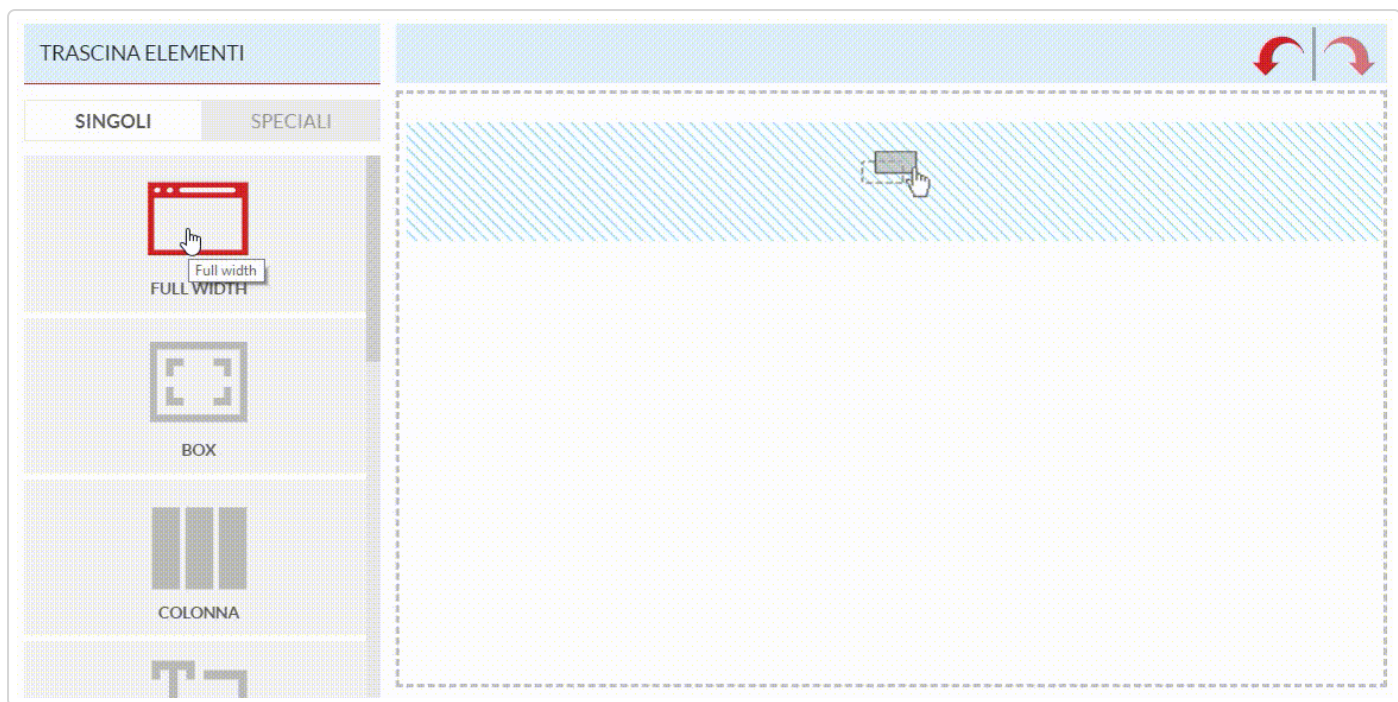 TRASCINA ELEMENTI
SINGOLI SPECIALI
Full width
FULL WIDTH
BOX
COLONNA